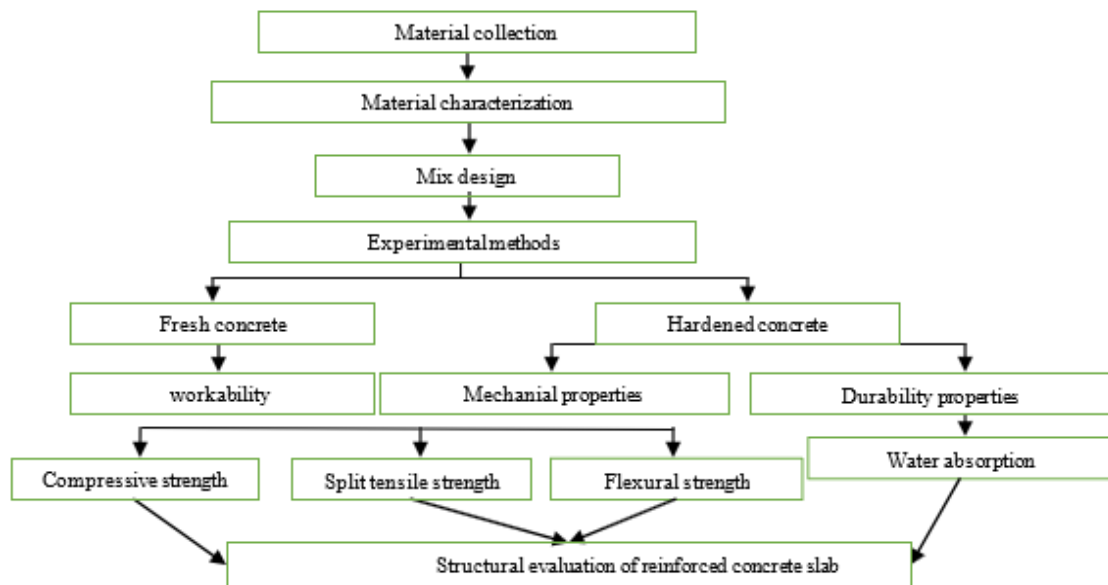 Material collection
Material characterization
Mix design
Experimental methods
Fresh concrete
Hardened concrete
workability
Mechanial properties
Durability properties
Compressive strength
Split tensile strength
Flexural strength
Water absorption
Structural evaluation of reinforced concrete slab